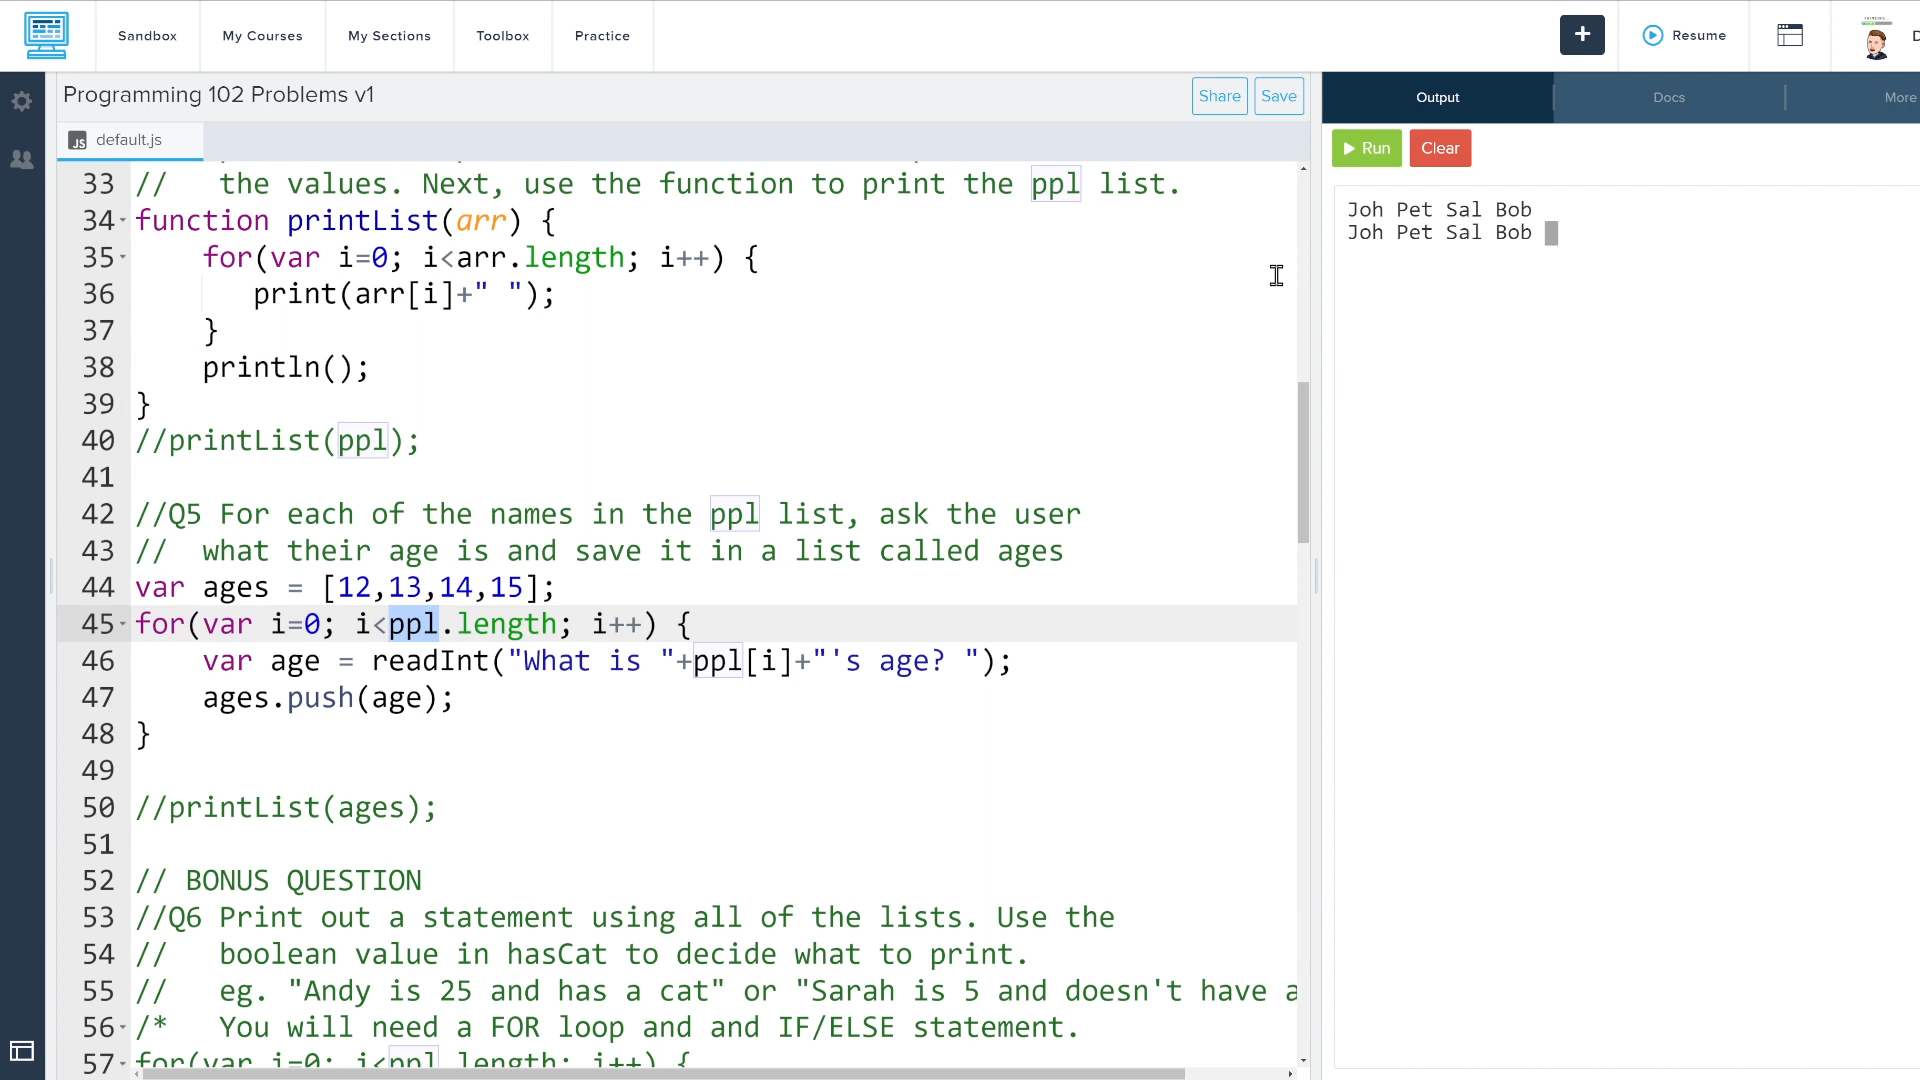 Sandbox
My Courses
My Sections
Toolbox
Practice
+
Resume
Programming 102 Problems v1
Share
Save
Output
Docs
More
JS default.js
Run
Clear
33 //   the values. Next, use the function to print the ppl list.
34 function printList(arr) {
35     for(var i=0; i<arr.length; i++) {
36        print(arr[i]+" ");
37     }
38     println();
39 }
40 //printList(ppl);
41
42 //Q5 For each of the names in the ppl list, ask the user
43 //  what their age is and save it in a list called ages
44 var ages = [12,13,14,15];
45 for(var i=0; i<ppl.length; i++) {
46     var age = readInt("What is "+ppl[i]+"'s age? ");
47     ages.push(age);
48 }
49
50 //printList(ages);
51
52 // BONUS QUESTION
53 //Q6 Print out a statement using all of the lists. Use the
54 //   boolean value in hasCat to decide what to print.
55 //   eg. "Andy is 25 and has a cat" or "Sarah is 5 and doesn't have a
56 /*   You will need a FOR loop and and IF/ELSE statement.
57 for(var i=0; i<ppl.length; i++) {
Joh Pet Sal Bob
Joh Pet Sal Bob